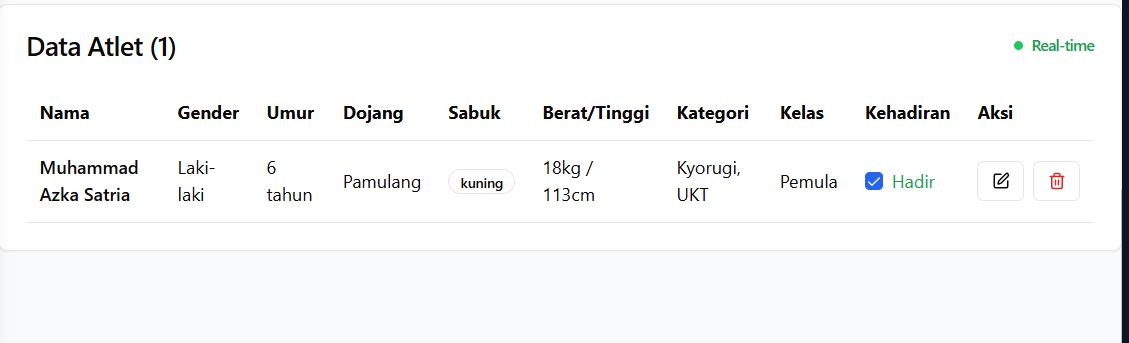 Data Atlet (1)
Real-time
Nama Gender Umur Dojang Sabuk Berat/Tinggi Kategori Kelas Kehadiran Aksi
Muhammad Azka Satria Laki-laki 6 tahun Pamulang kuning 18kg / 113cm Kyorugi, UKT Pemula Hadir